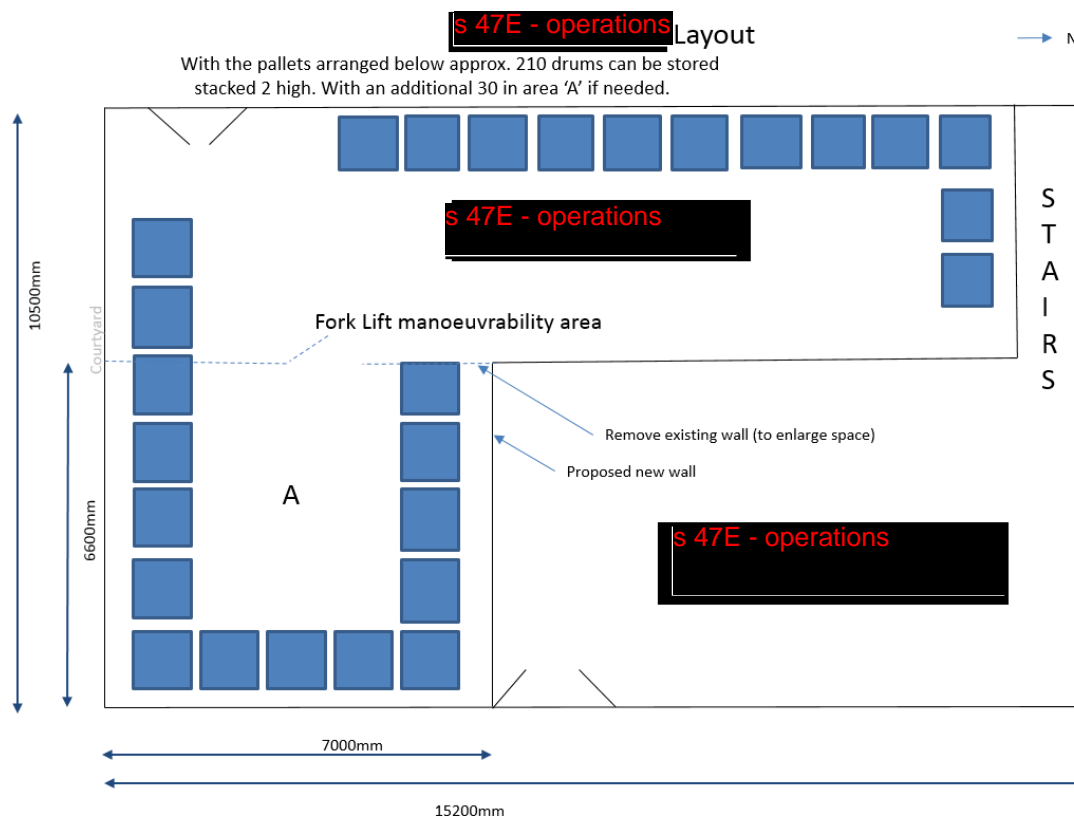 s 47E - operations Layout
N
With the pallets arranged below approx. 210 drums can be stored
stacked 2 high. With an additional 30 in area ‘A’ if needed.
s 47E - operations
STAIRS
10500mm
Courtyard
Fork Lift manoeuvrability area
Remove existing wall (to enlarge space)
Proposed new wall
A
6600mm
s 47E - operations
7000mm
15200mm